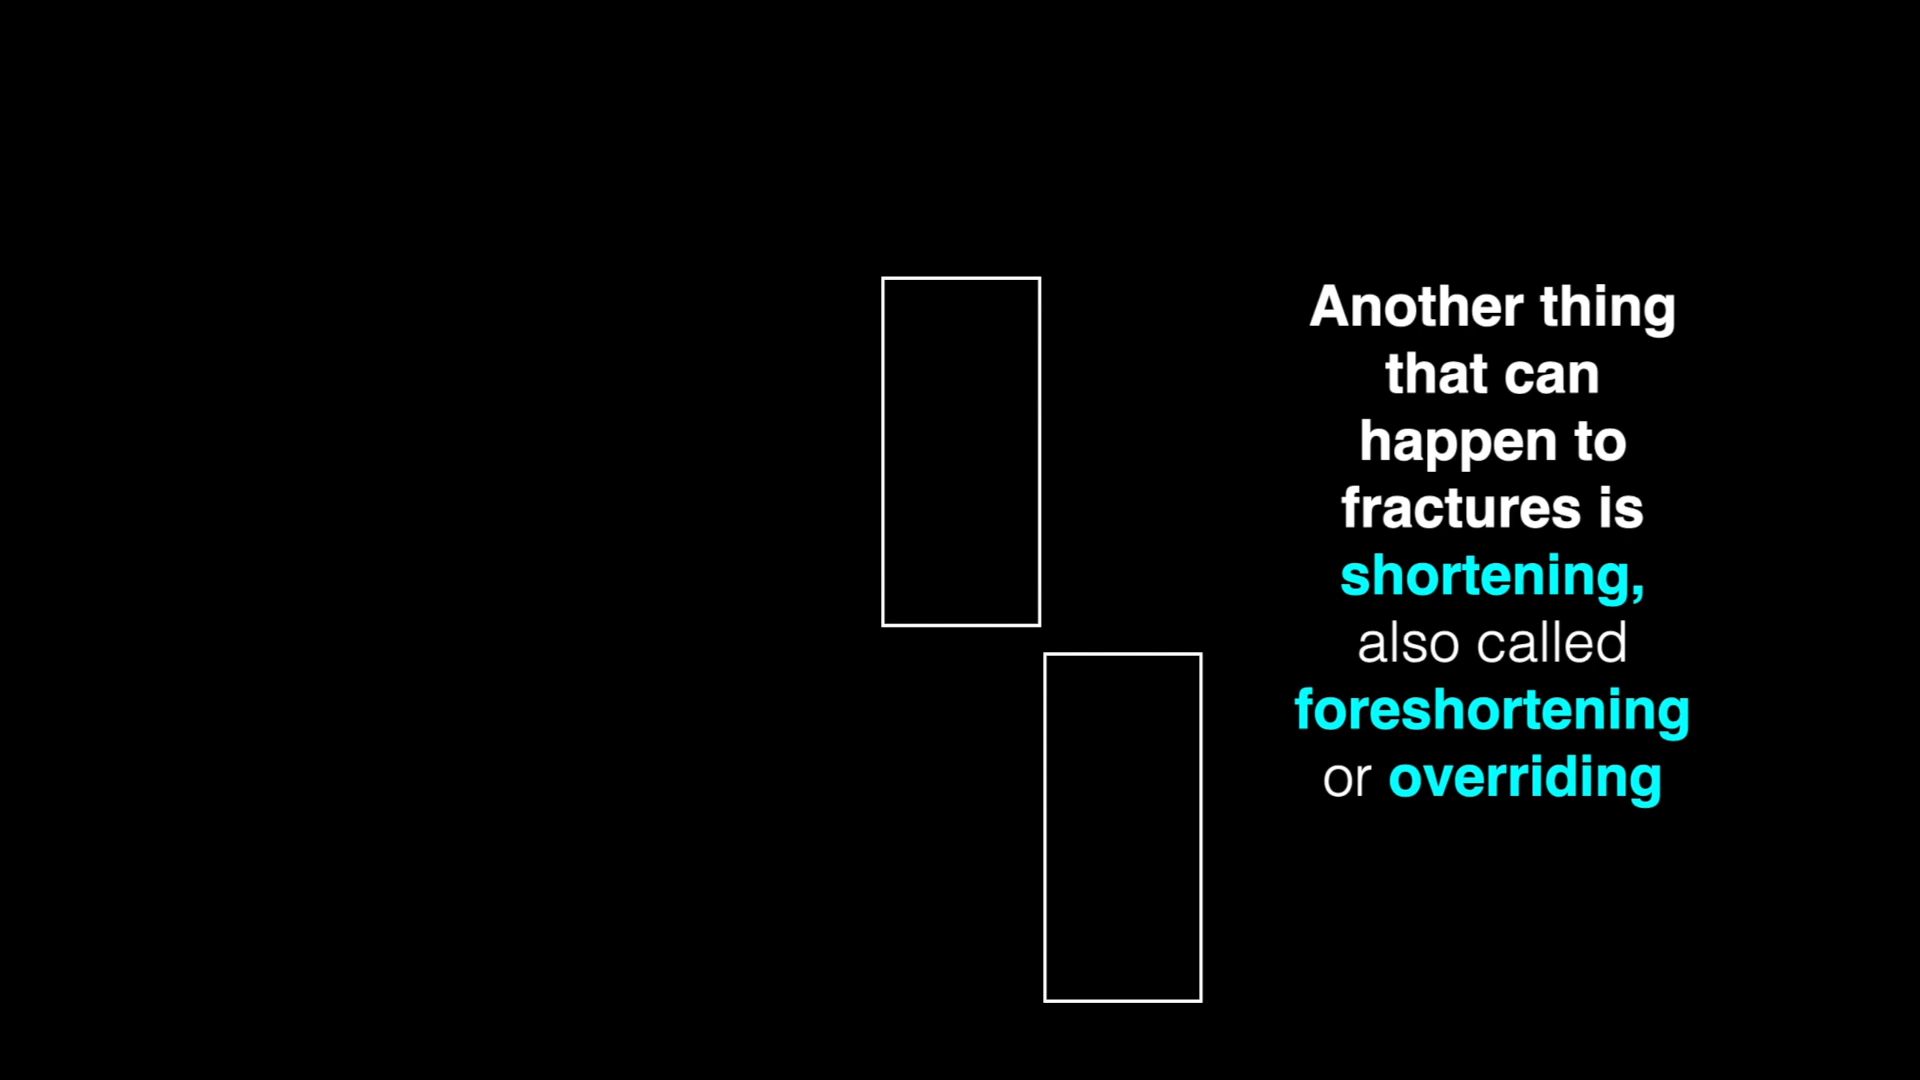 Another thing
that can
happen to
fractures is
shortening,
also called
foreshortening
or overriding